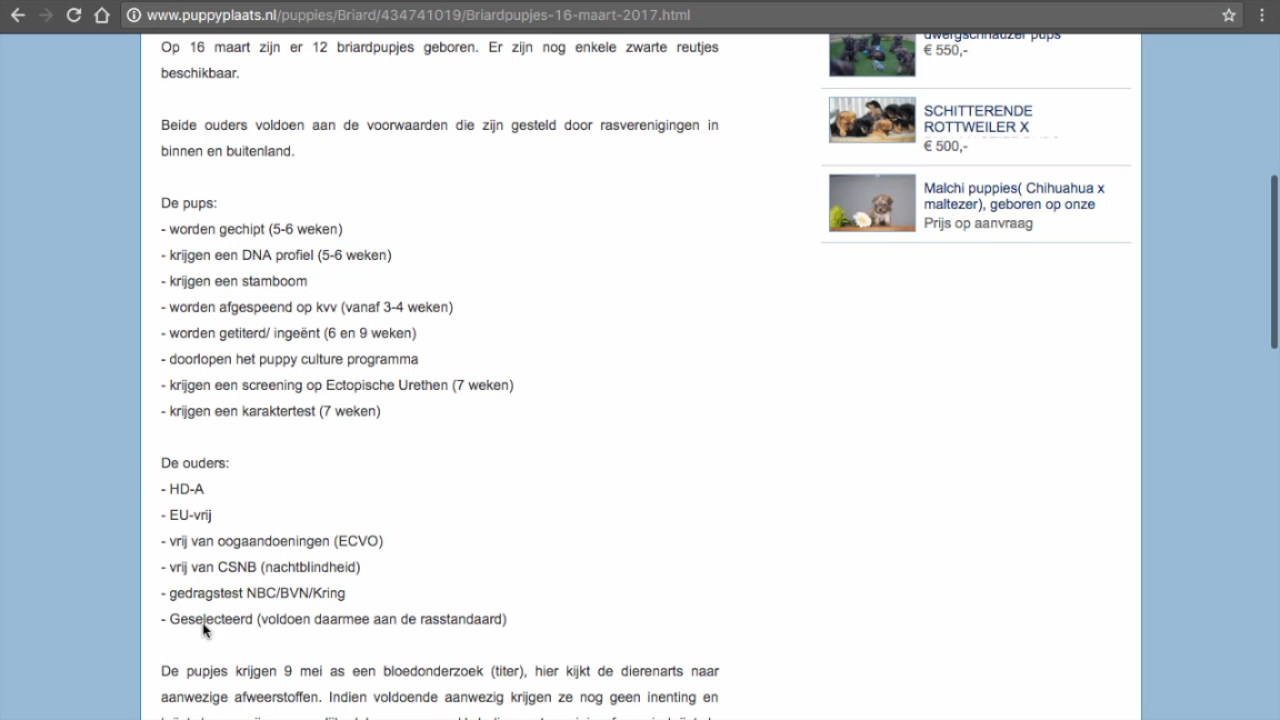 www.puppyplaats.nl/puppies/Briard/434741019/Briardpupjes-16-maart-2017.html
Op 16 maart zijn er 12 briardpupjes geboren. Er zijn nog enkele zwarte reutjes
beschikbaar.
Beide ouders voldoen aan de voorwaarden die zijn gesteld door rasverenigingen in
binnen en buitenland.
De pups:
- worden gechipt (5-6 weken)
- krijgen een DNA profiel (5-6 weken)
- krijgen een stamboom
- worden afgespeend op kvv (vanaf 3-4 weken)
- worden getiterd/ ingeënt (6 en 9 weken)
- doorlopen het puppy culture programma
- krijgen een screening op Ectopische Urethen (7 weken)
- krijgen een karaktertest (7 weken)
De ouders:
- HD-A
- EU-vrij
- vrij van oogaandoeningen (ECVO)
- vrij van CSNB (nachtblindheid)
- gedragstest NBC/BVN/Kring
- Geselecteerd (voldoen daarmee aan de rasstandaard)
De pupjes krijgen 9 mei as een bloedonderzoek (titer), hier kijkt de dierenarts naar
aanwezige afweerstoffen. Indien voldoende aanwezig krijgen ze nog geen inenting en
dwergschnauzer pups
€ 550,-
SCHITTERENDE
ROTTWEILER X
€ 500,-
Malchi puppies( Chihuahua x
maltezer), geboren op onze
Prijs op aanvraag